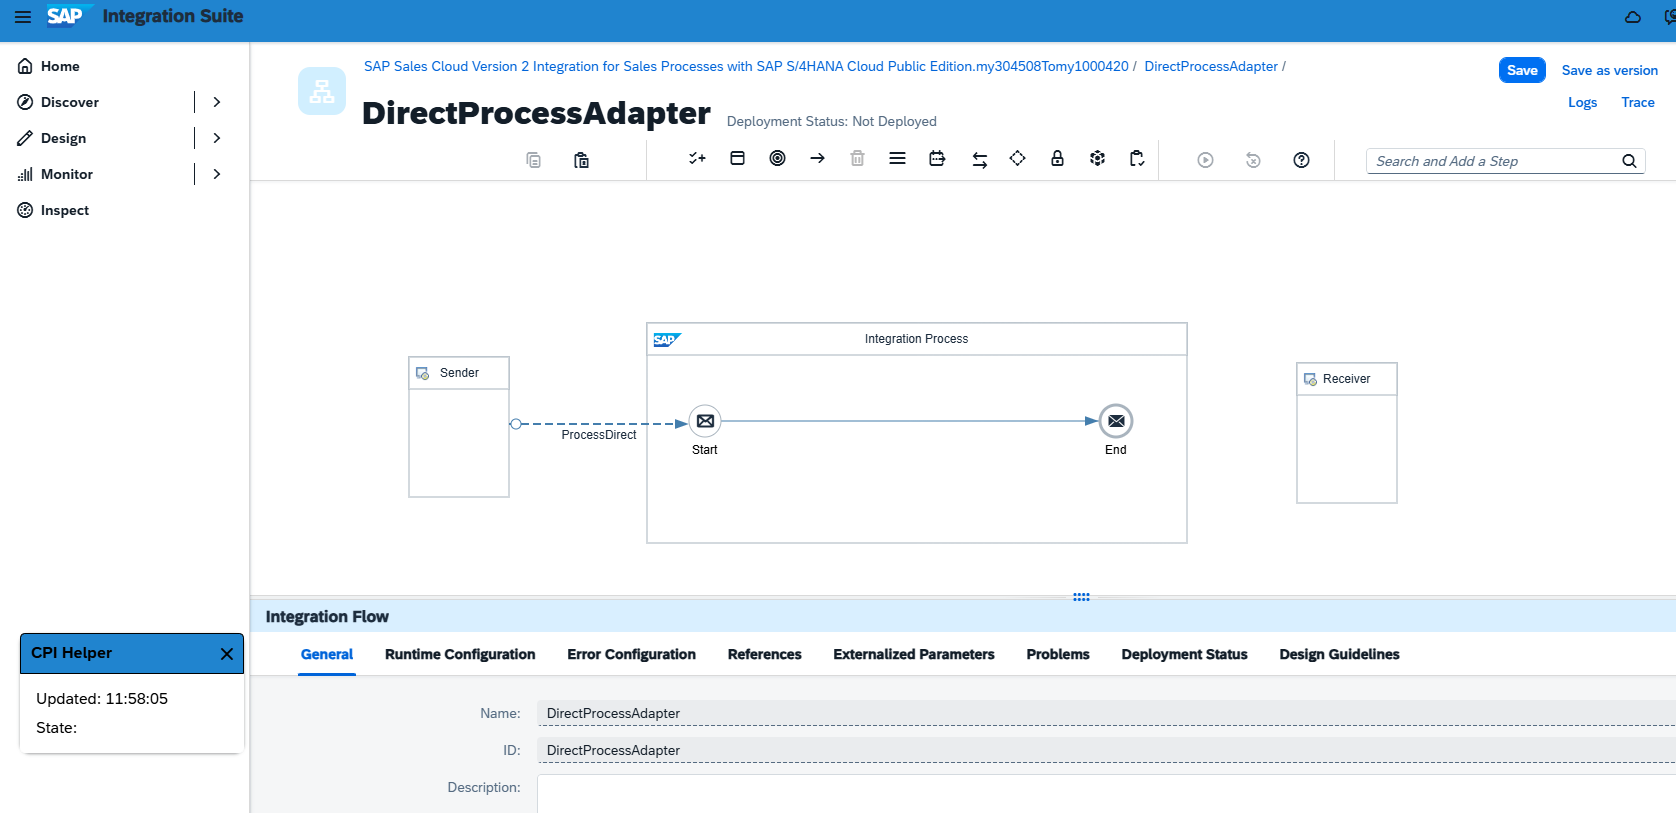 SAP Integration Suite
Home
Discover
Design
Monitor
Inspect
SAP Sales Cloud Version 2 Integration for Sales Processes with SAP S/4HANA Cloud Public Edition.my304508Tomy1000420 / DirectProcessAdapter /
Save
Save as version
DirectProcessAdapter
Deployment Status: Not Deployed
Logs
Trace
Search and Add a Step
SAP
Integration Process
Sender
Receiver
ProcessDirect
Start
End
Integration Flow
General
Runtime Configuration
Error Configuration
References
Externalized Parameters
Problems
Deployment Status
Design Guidelines
Name:
DirectProcessAdapter
ID:
DirectProcessAdapter
Description:
CPI Helper
Updated: 11:58:05
State: